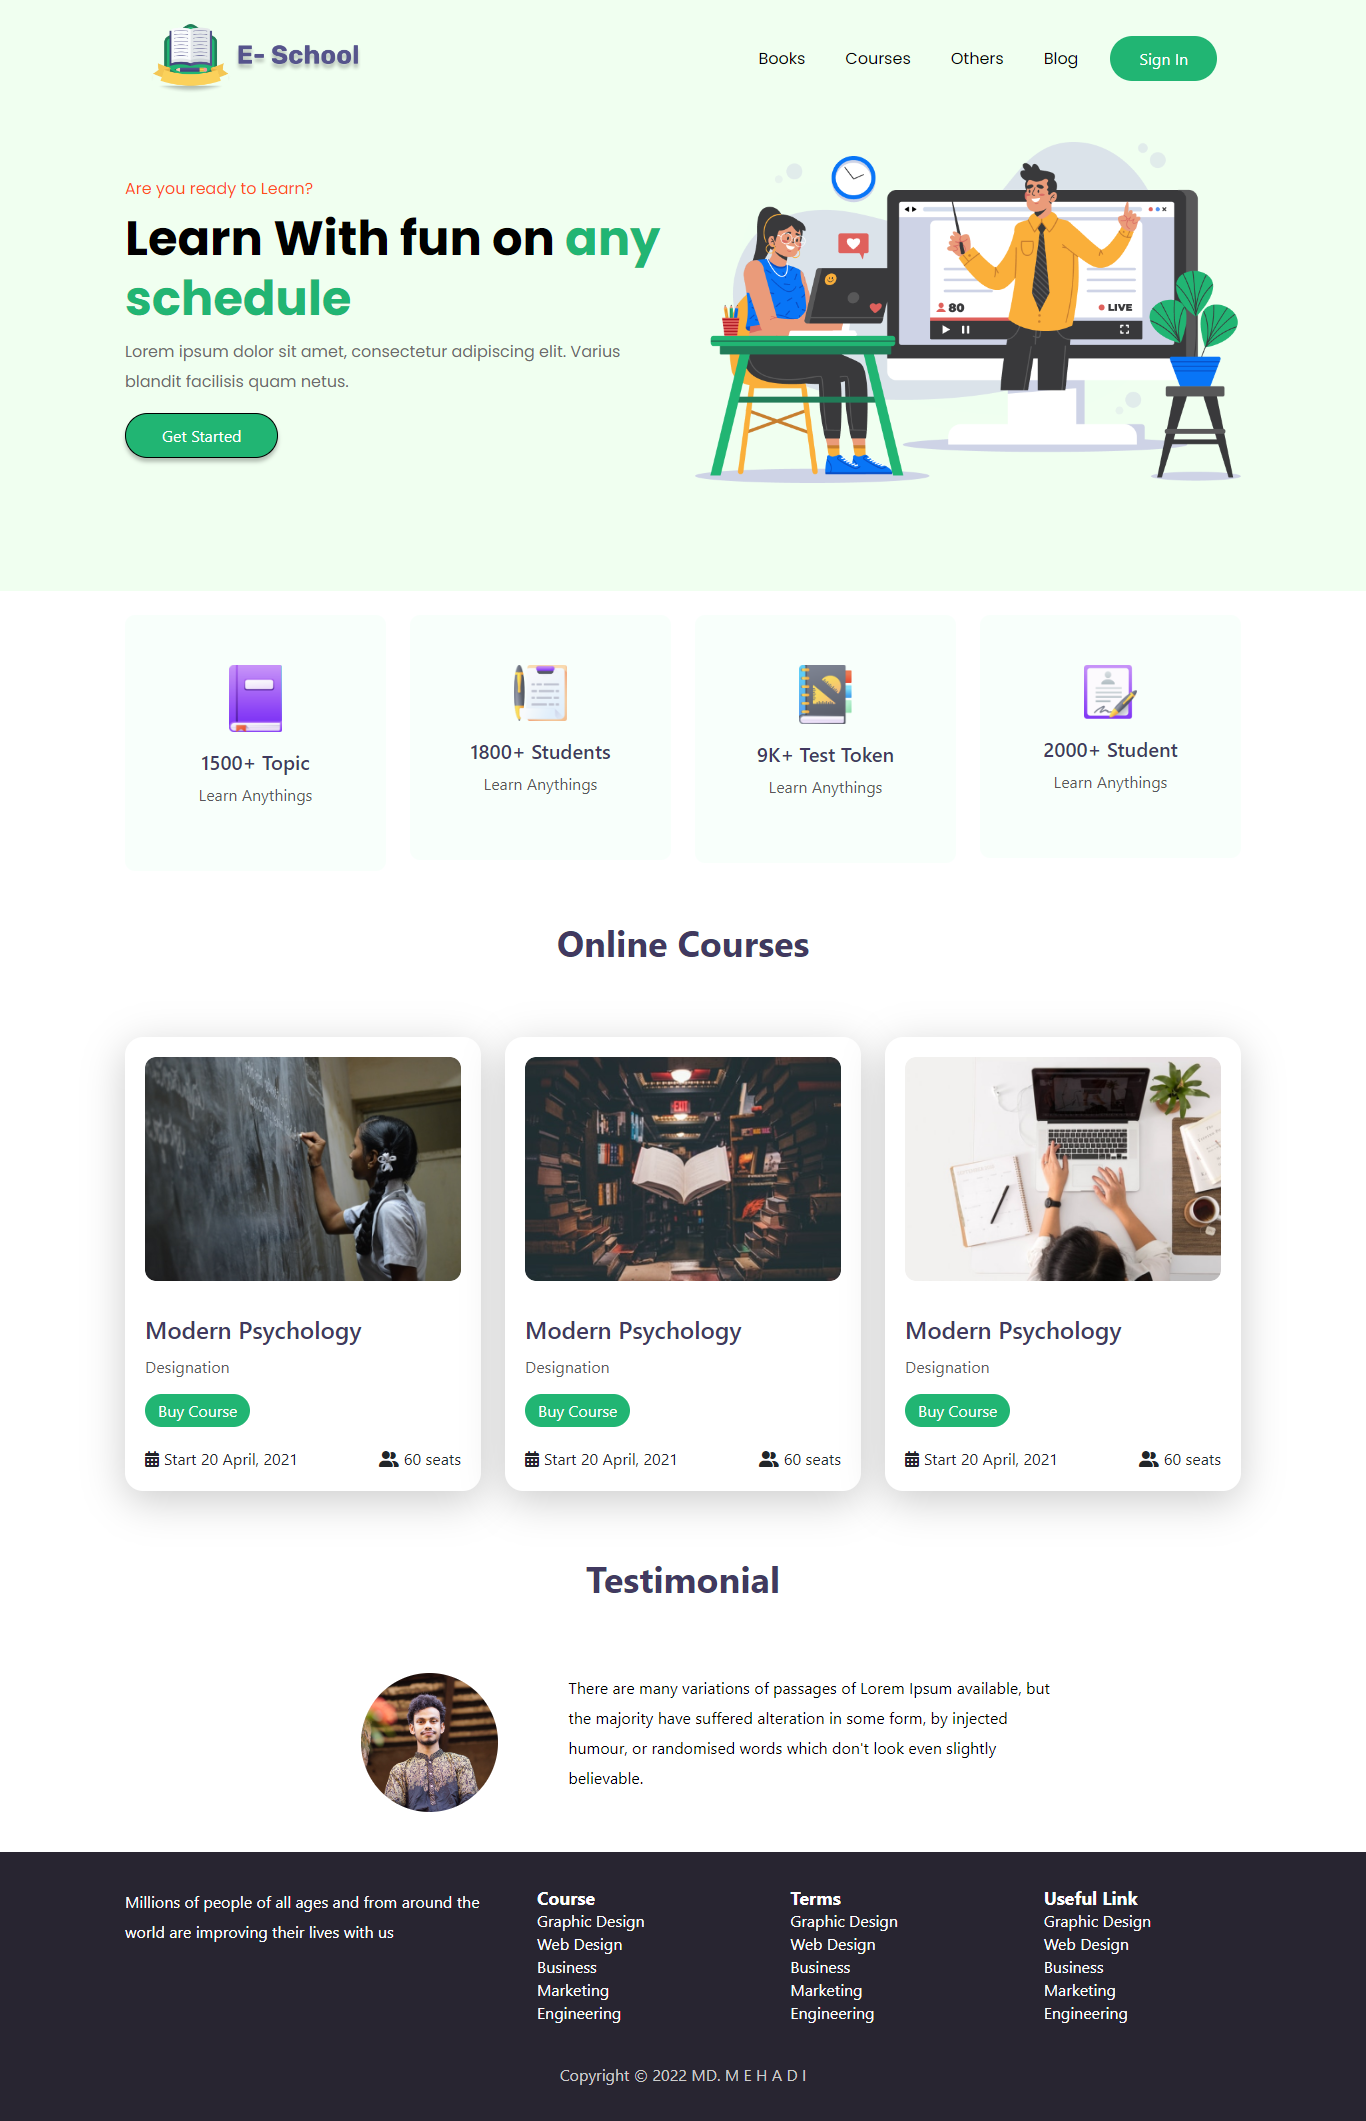 E- School
Books
Courses
Others
Blog
Sign In
Are you ready to Learn?
Learn With fun on any
schedule
Lorem ipsum dolor sit amet, consectetur adipiscing elit. Varius
blandit facilisis quam netus.
Get Started
80
LIVE
1500+ Topic
Learn Anythings
1800+ Students
Learn Anythings
9K+ Test Token
Learn Anythings
2000+ Student
Learn Anythings
Online Courses
EXIT
Modern Psychology
Designation
Buy Course
Start 20 April, 2021
60 seats
Modern Psychology
Designation
Buy Course
Start 20 April, 2021
60 seats
Modern Psychology
Designation
Buy Course
Start 20 April, 2021
60 seats
Testimonial
There are many variations of passages of Lorem Ipsum available, but
the majority have suffered alteration in some form, by injected
humour, or randomised words which don't look even slightly
believable.
Millions of people of all ages and from around the
world are improving their lives with us
Course
Graphic Design
Web Design
Business
Marketing
Engineering
Terms
Graphic Design
Web Design
Business
Marketing
Engineering
Useful Link
Graphic Design
Web Design
Business
Marketing
Engineering
Copyright © 2022 MD. M E H A D I